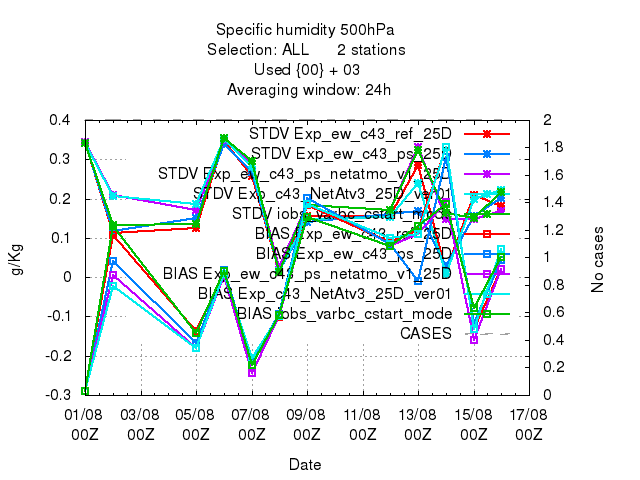 Specific humidity 500hPa
Selection: ALL 2 stations
Used {00} + 03
Averaging window: 24h
0.4
0.3
0.2
0.1
0
-0.1
-0.2
-0.3
g/Kg
STDV Exp_ew_c43_ref_25D
STDV Exp_ew_c43_ps_25D
STDV Exp_ew_c43_ps_netatmo_v1_25D
STDV Exp_c43_NetAtv3_25D_ver01
STDV iobs_varbc_cstart_mode
BIAS Exp_ew_c43_ref_25D
BIAS Exp_ew_c43_ps_25D
BIAS Exp_ew_c43_ps_netatmo_v1_25D
BIAS Exp_c43_NetAtv3_25D_ver01
BIAS iobs_varbc_cstart_mode
CASES
2
1.8
1.6
1.4
1.2
1
0.8
0.6
0.4
0.2
0
No cases
01/08 03/08 05/08 07/08 09/08 11/08 13/08 15/08 17/08
00Z 00Z 00Z 00Z 00Z 00Z 00Z 00Z 00Z
Date